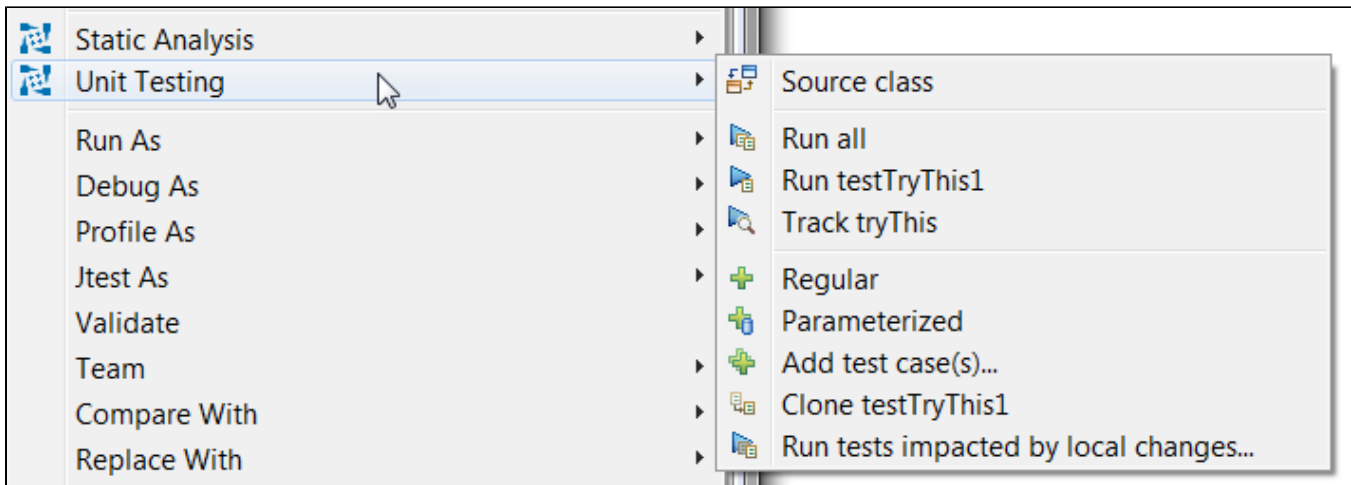 Static Analysis
Unit Testing
Run As
Debug As
Profile As
Jtest As
Validate
Team
Compare With
Replace With
Source class
Run all
Run testTryThis1
Track tryThis
Regular
Parameterized
Add test case(s)...
Clone testTryThis1
Run tests impacted by local changes...